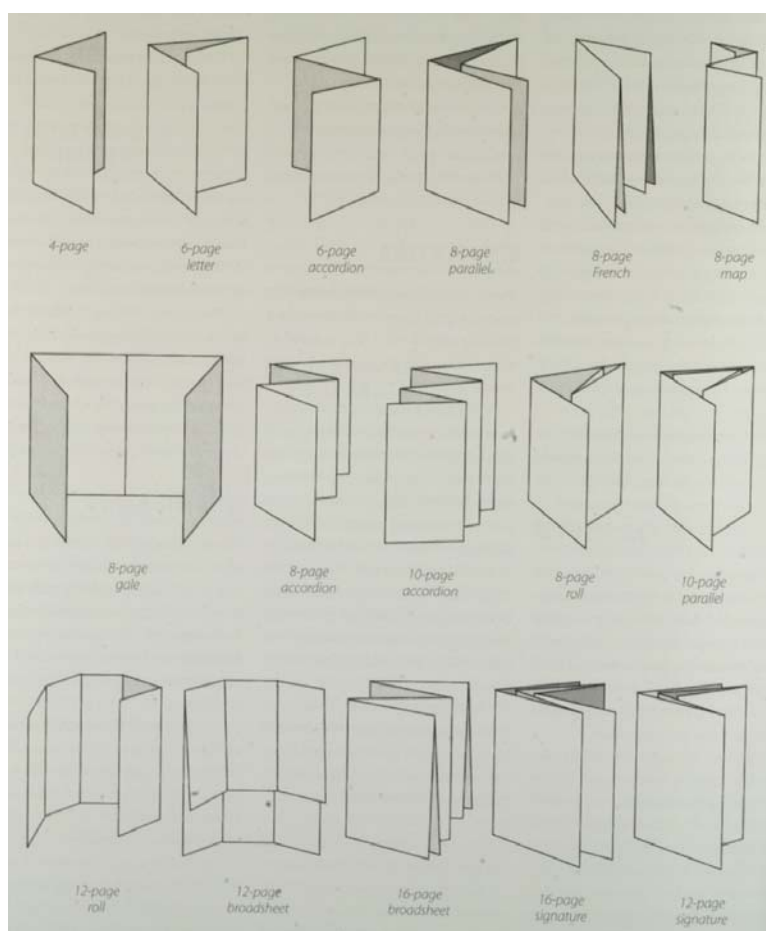 4-page
6-page
letter
6-page
accordion
8-page
parallel
8-page
French
8-page
map
8-page
gale
8-page
accordion
10-page
accordion
8-page
roll
10-page
parallel
12-page
roll
12-page
broadsheet
16-page
broadsheet
16-page
signature
12-page
signature